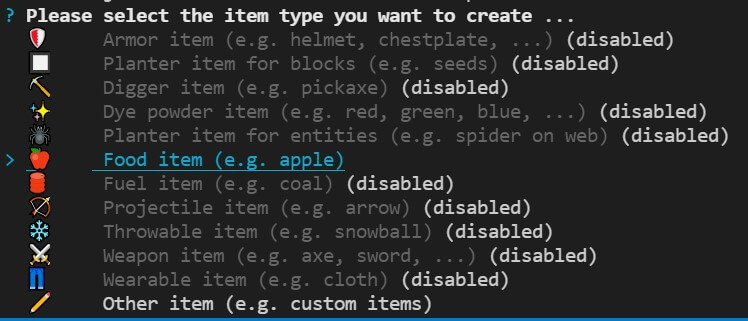 ? Please select the item type you want to create ...
Armor item (e.g. helmet, chestplate, ...) (disabled)
Planter item for blocks (e.g. seeds) (disabled)
Digger item (e.g. pickaxe) (disabled)
Dye powder item (e.g. red, green, blue, ...) (disabled)
Planter item for entities (e.g. spider on web) (disabled)
> Food item (e.g. apple)
Fuel item (e.g. coal) (disabled)
Projectile item (e.g. arrow) (disabled)
Throwable item (e.g. snowball) (disabled)
Weapon item (e.g. axe, sword, ...) (disabled)
Wearable item (e.g. cloth) (disabled)
Other item (e.g. custom items)